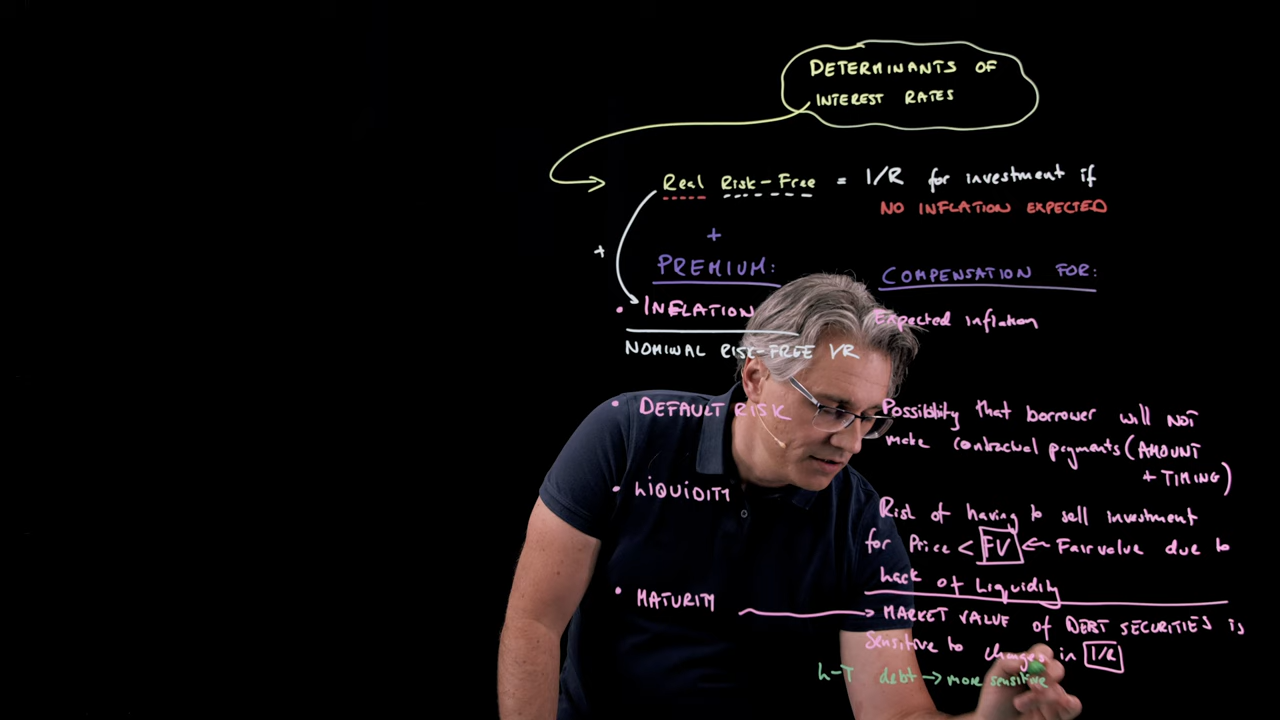 DETERMINANTS OF
INTEREST RATES
Real Risk-Free = I/R for investment if
NO INFLATION EXPECTED
+
+
PREMIUM: COMPENSATION FOR:
• INFLATION Expected inflation
NOMINAL RISK-FREE I/R
• DEFAULT RISK Possibility that borrower will NOT
make contractual payments (AMOUNT
+ TIMING)
• LIQUIDITY Risk of having to sell investment
for Price < FV ← Fair value due to
Lack of Liquidity
• MATURITY → MARKET VALUE of DEBT SECURITIES is
Sensitive to changes in I/R
L-T debt → more sensitive